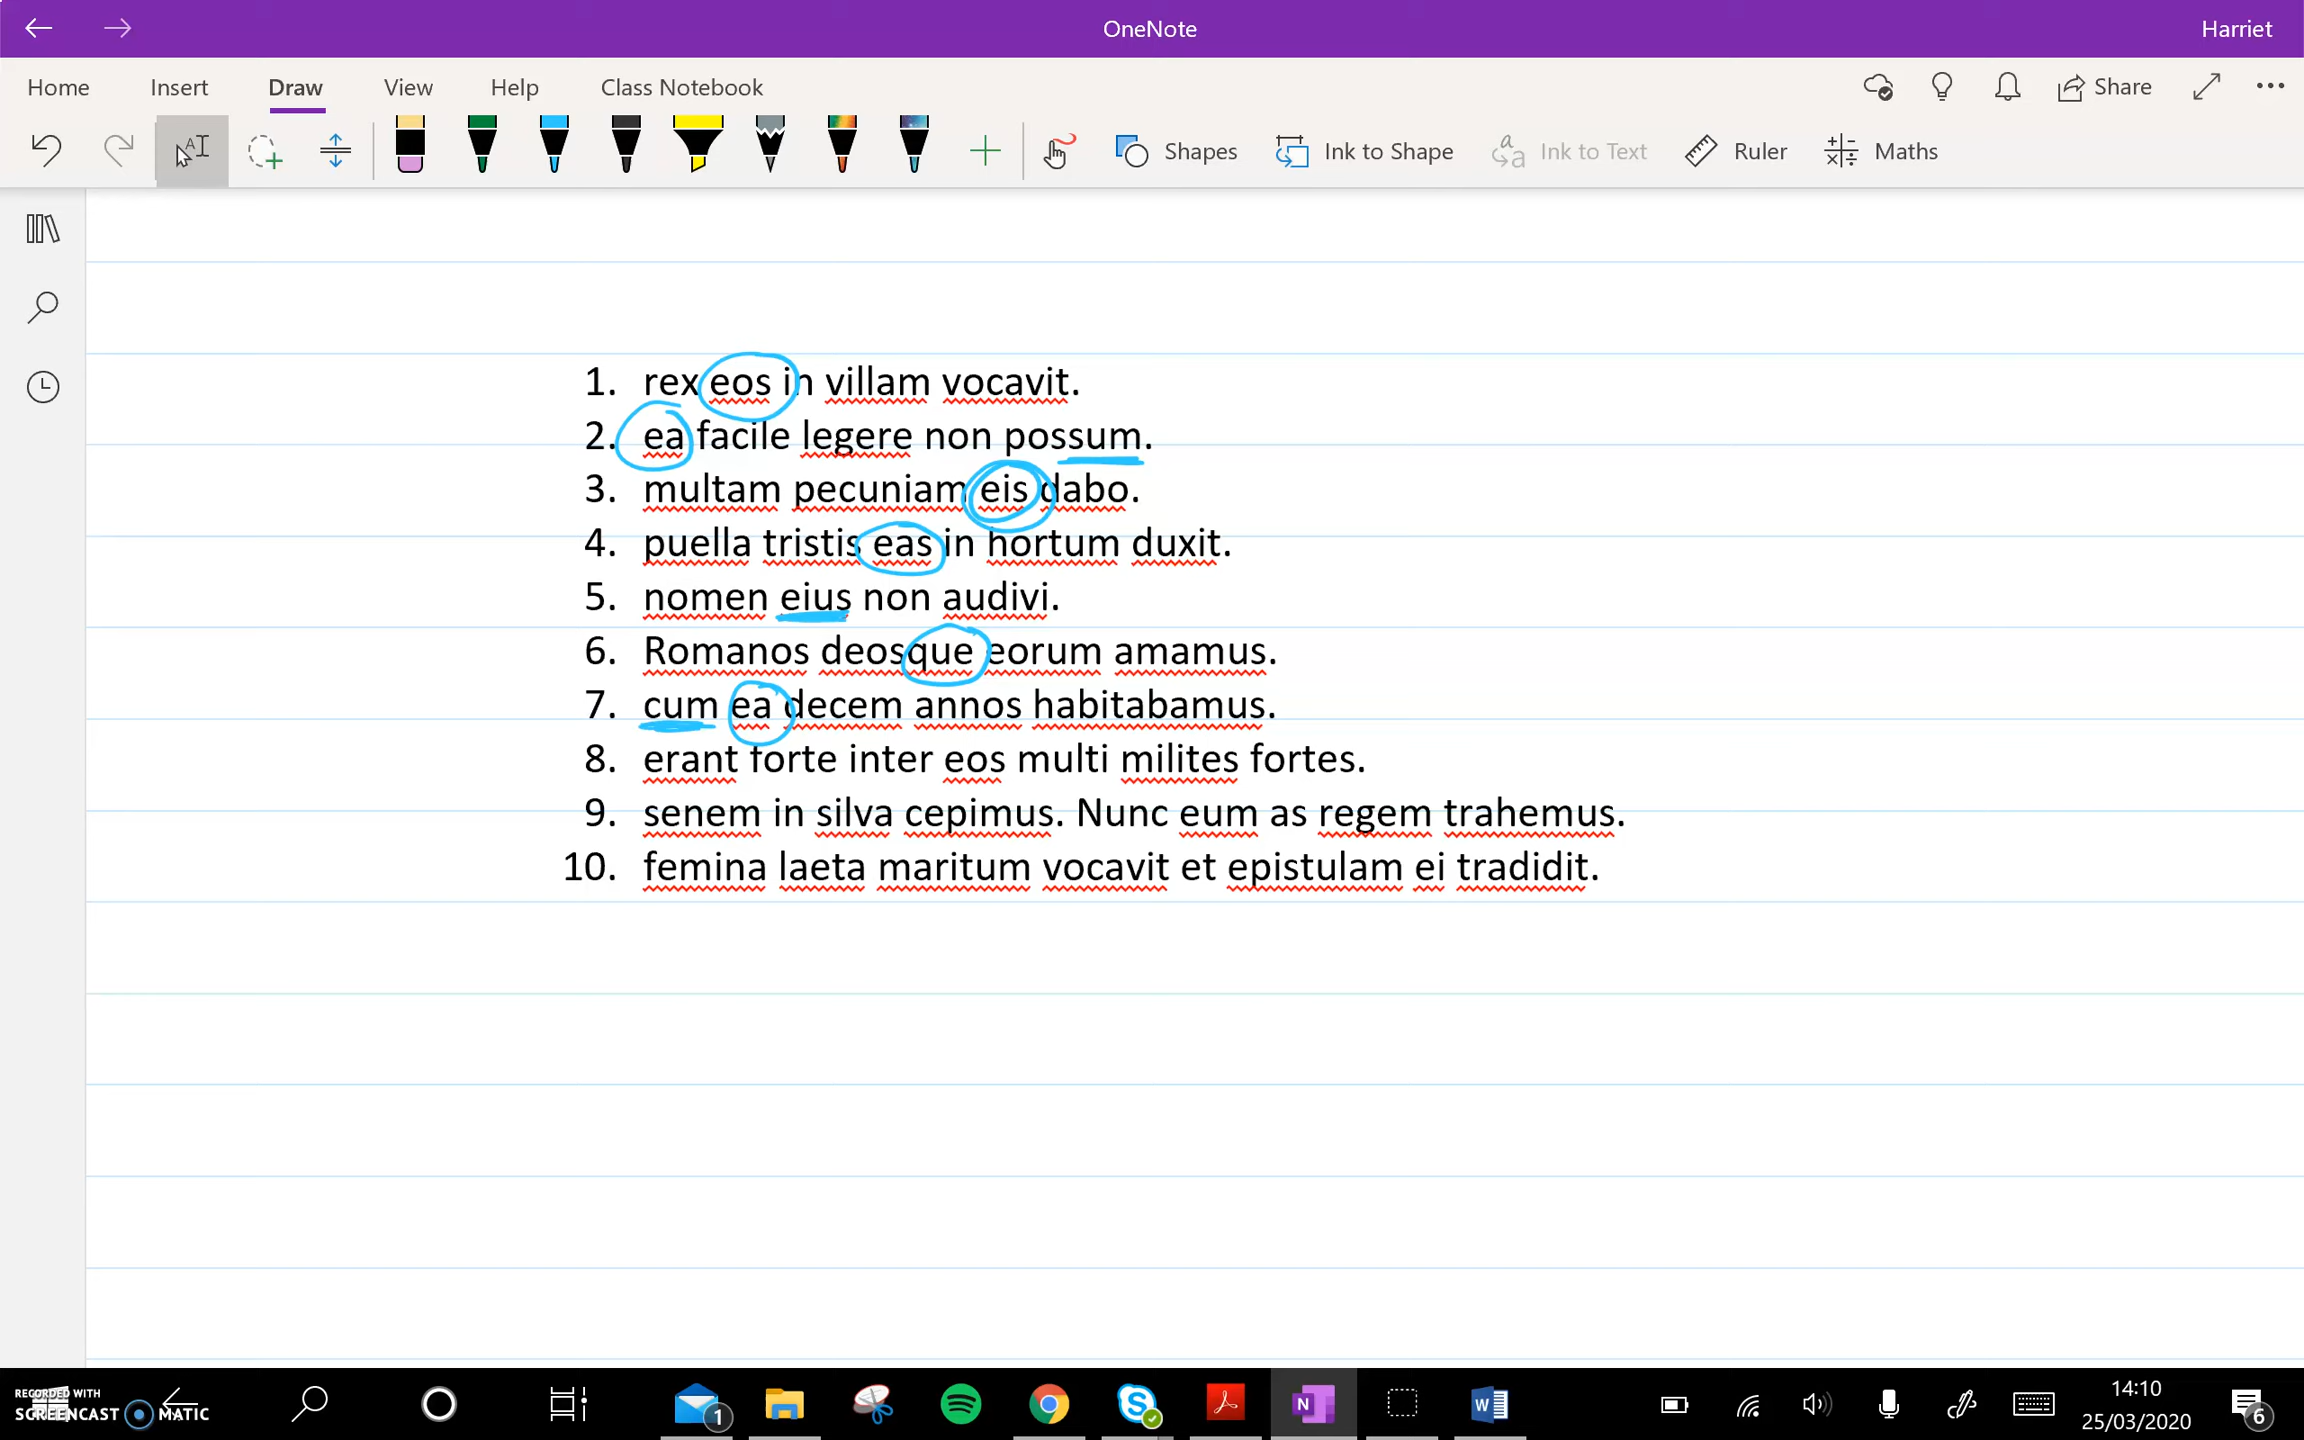 OneNote
Harriet
Home Insert Draw View Help Class Notebook Share
Shapes Ink to Shape Ink to Text Ruler Maths
1. rex eos in villam vocavit.
2. ea facile legere non possum.
3. multam pecuniam eis dabo.
4. puella tristis eas in hortum duxit.
5. nomen eius non audivi.
6. Romanos deosque eorum amamus.
7. cum ea decem annos habitabamus.
8. erant forte inter eos multi milites fortes.
9. senem in silva cepimus. Nunc eum as regem trahemus.
10. femina laeta maritum vocavit et epistulam ei tradidit.
RECORDED WITH
SCREENCAST MATIC
1
14:10
25/03/2020
6